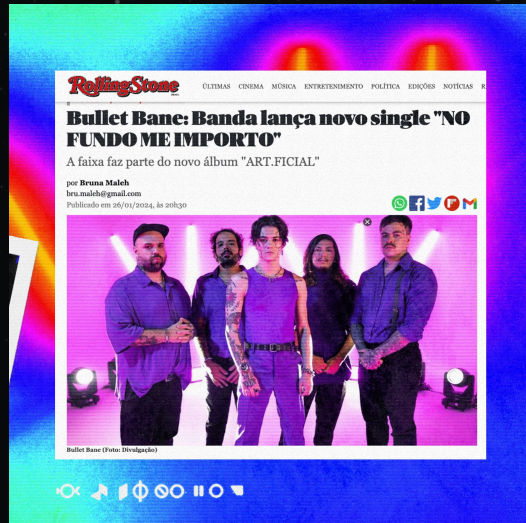 Rolling Stone
ÚLTIMAS CINEMA MÚSICA ENTRETENIMENTO POLÍTICA EDIÇÕES NOTÍCIAS R
Bullet Bane: Banda lança novo single "NO
FUNDO ME IMPORTO"
A faixa faz parte do novo álbum "ART.FICIAL"
por Bruna Maleh
bru.maleh@gmail.com
Publicado em 26/01/2024, às 20h30
Bullet Bane (Foto: Divulgação)